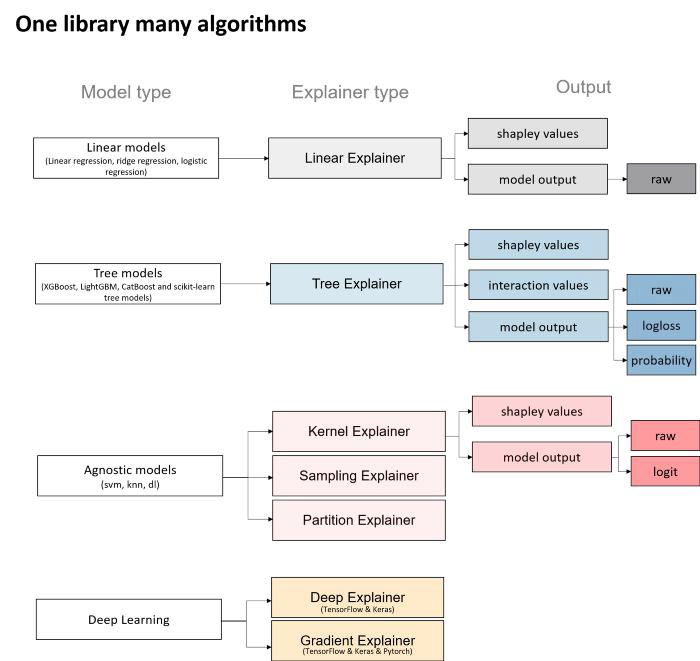 One library many algorithms
Model type
Explainer type
Output
Linear models
(Linear regression, ridge regression, logistic
regression)
Linear Explainer
shapley values
model output
raw
Tree models
(XGBoost, LightGBM, CatBoost and scikit-learn
tree models)
Tree Explainer
shapley values
interaction values
model output
raw
logloss
probability
Agnostic models
(svm, knn, dl)
Kernel Explainer
Sampling Explainer
Partition Explainer
shapley values
model output
raw
logit
Deep Learning
Deep Explainer
(TensorFlow & Keras)
Gradient Explainer
(TensorFlow & Keras & Pytorch)